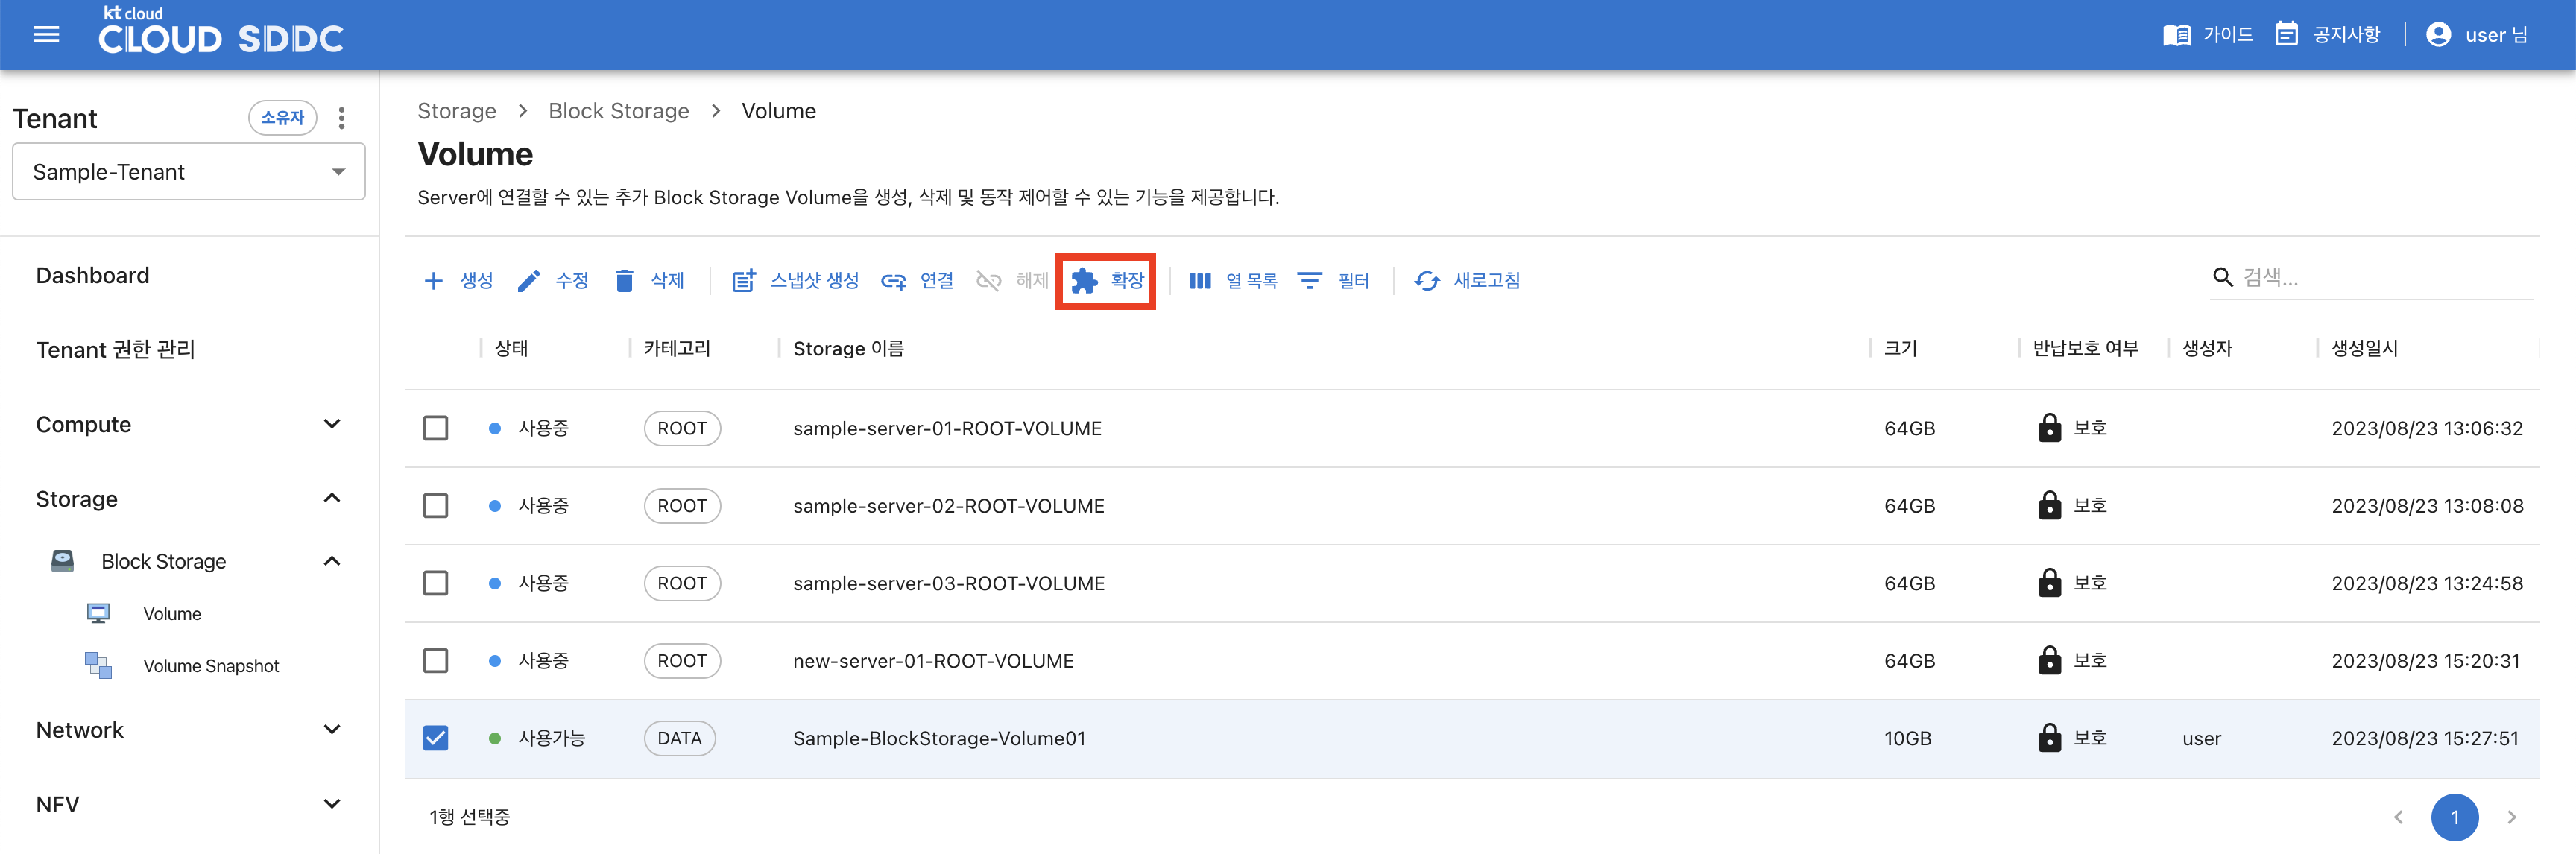 kt cloud
CLOUD SDDC
가이드
공지사항
user 님
Tenant
소유자
Sample-Tenant
Dashboard
Tenant 권한 관리
Compute
Storage
Block Storage
Volume
Volume Snapshot
Network
NFV
Storage > Block Storage > Volume
Volume
Server에 연결할 수 있는 추가 Block Storage Volume을 생성, 삭제 및 동작 제어할 수 있는 기능을 제공합니다.
생성 수정 삭제 스냅샷 생성 연결 해제 확장 열 목록 필터 새로고침 검색...
상태 카테고리 Storage 이름 크기 반납보호 여부 생성자 생성일시
사용중 ROOT sample-server-01-ROOT-VOLUME 64GB 보호 2023/08/23 13:06:32
사용중 ROOT sample-server-02-ROOT-VOLUME 64GB 보호 2023/08/23 13:08:08
사용중 ROOT sample-server-03-ROOT-VOLUME 64GB 보호 2023/08/23 13:24:58
사용중 ROOT new-server-01-ROOT-VOLUME 64GB 보호 2023/08/23 15:20:31
사용가능 DATA Sample-BlockStorage-Volume01 10GB 보호 user 2023/08/23 15:27:51
1행 선택중
1